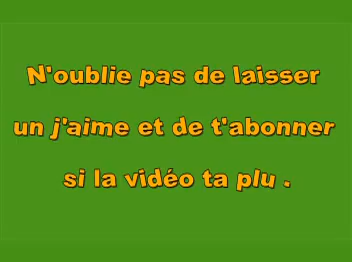 N'oublie pas de laisser
un j'aime et de t'abonner
si la vidéo ta plu .